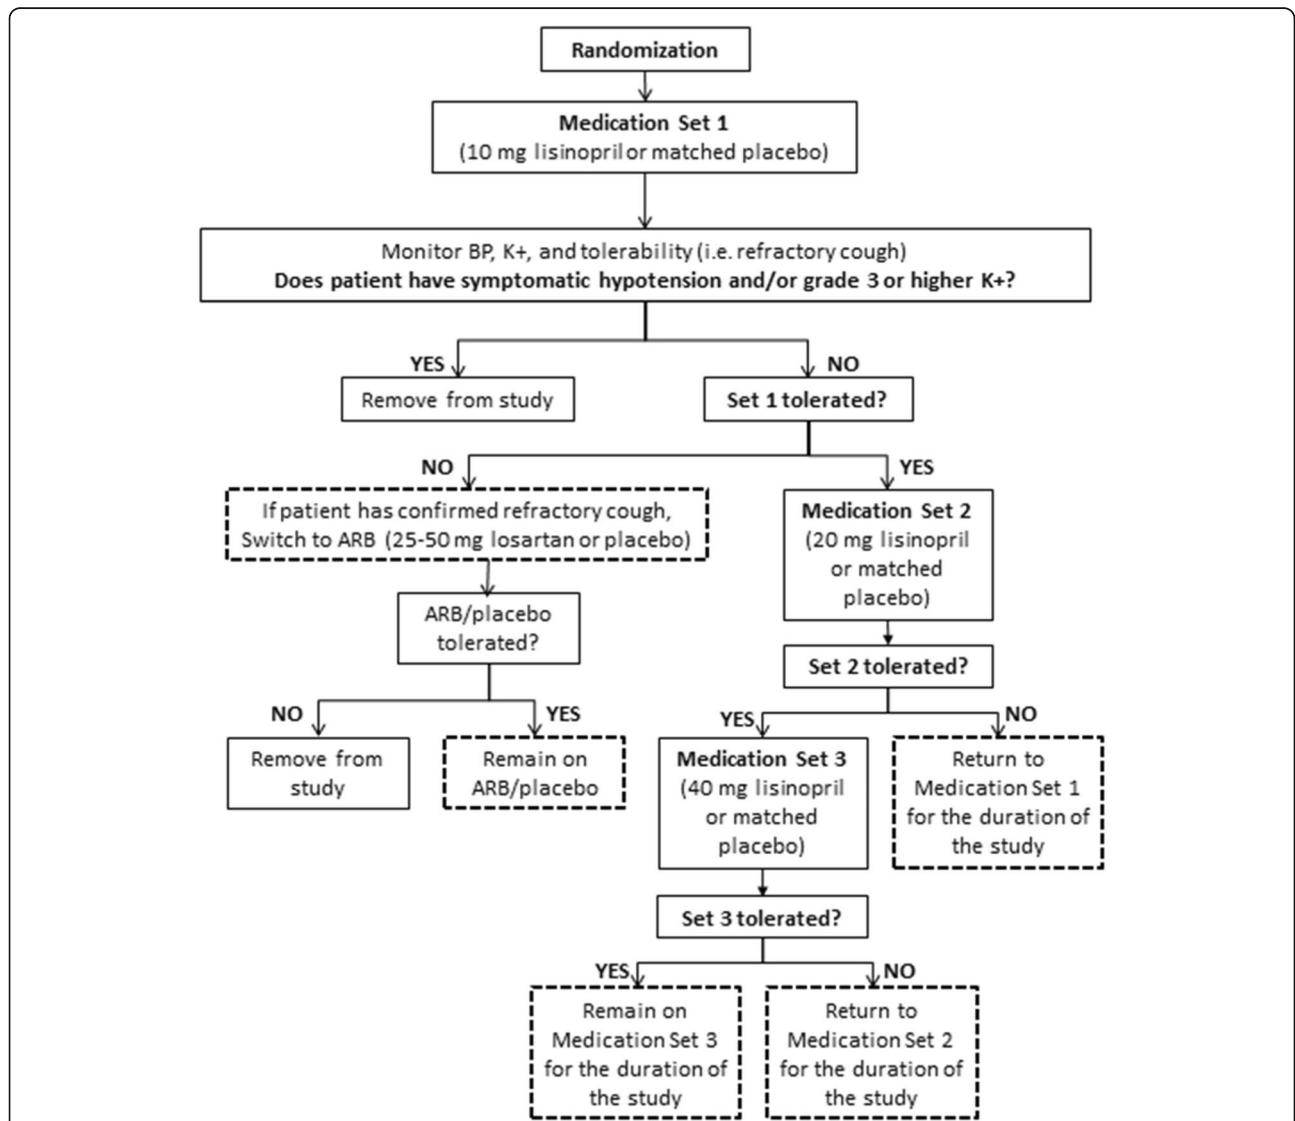 Randomization
Medication Set 1
(10 mg lisinopril or matched placebo)
Monitor BP, K+, and tolerability (i.e. refractory cough)
Does patient have symptomatic hypotension and/or grade 3 or higher K+?
YES
NO
Remove from study
Set 1 tolerated?
NO
YES
If patient has confirmed refractory cough,
Switch to ARB (25-50 mg losartan or placebo)
Medication Set 2
(20 mg lisinopril
or matched
placebo)
ARB/placebo
tolerated?
Set 2 tolerated?
NO
YES
YES
NO
Remove from
study
Remain on
ARB/placebo
Medication Set 3
(40 mg lisinopril
or matched
placebo)
Return to
Medication Set 1
for the duration of
the study
Set 3 tolerated?
YES
NO
Remain on
Medication Set 3
for the duration of
the study
Return to
Medication Set 2
for the duration of
the study